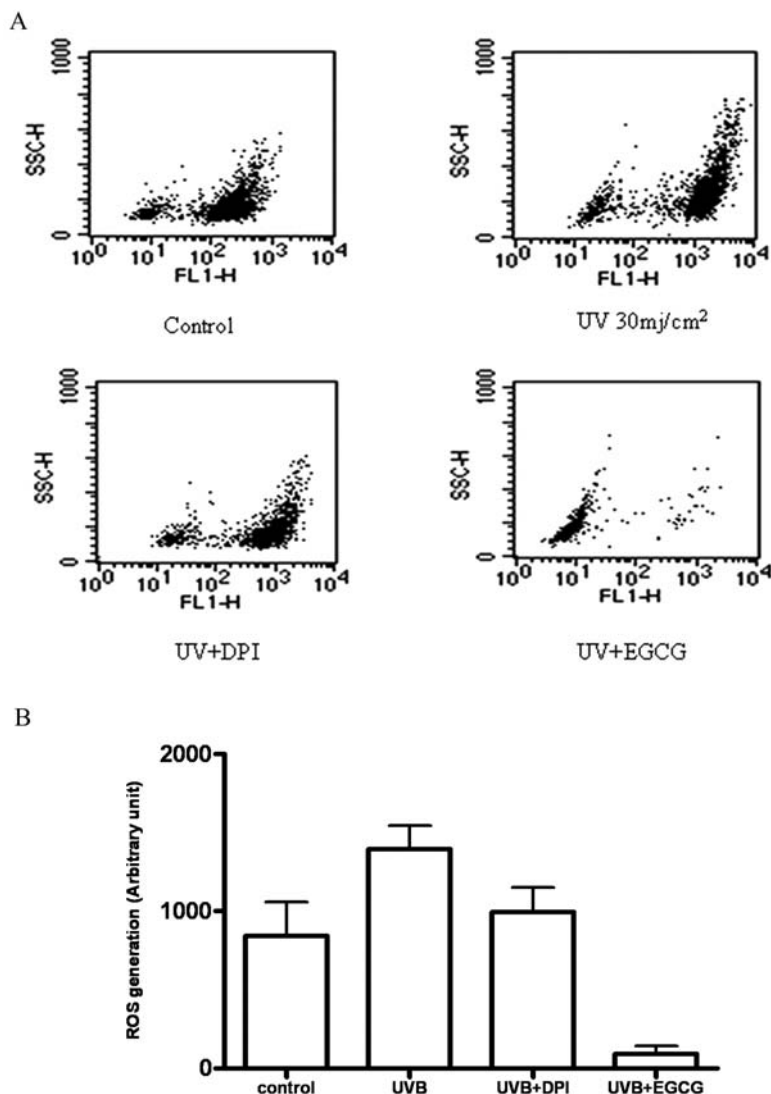 A
1000
SSC-H
0
10^0 10^1 10^2 10^3 10^4
FL1-H
Control
1000
SSC-H
0
10^0 10^1 10^2 10^3 10^4
FL1-H
UV 30mj/cm²
1000
SSC-H
0
10^0 10^1 10^2 10^3 10^4
FL1-H
UV+DPI
1000
SSC-H
0
10^0 10^1 10^2 10^3 10^4
FL1-H
UV+EGCG
B
ROS generation (Arbitrary unit)
2000
1000
0
control UVB UVB+DPI UVB+EGCG